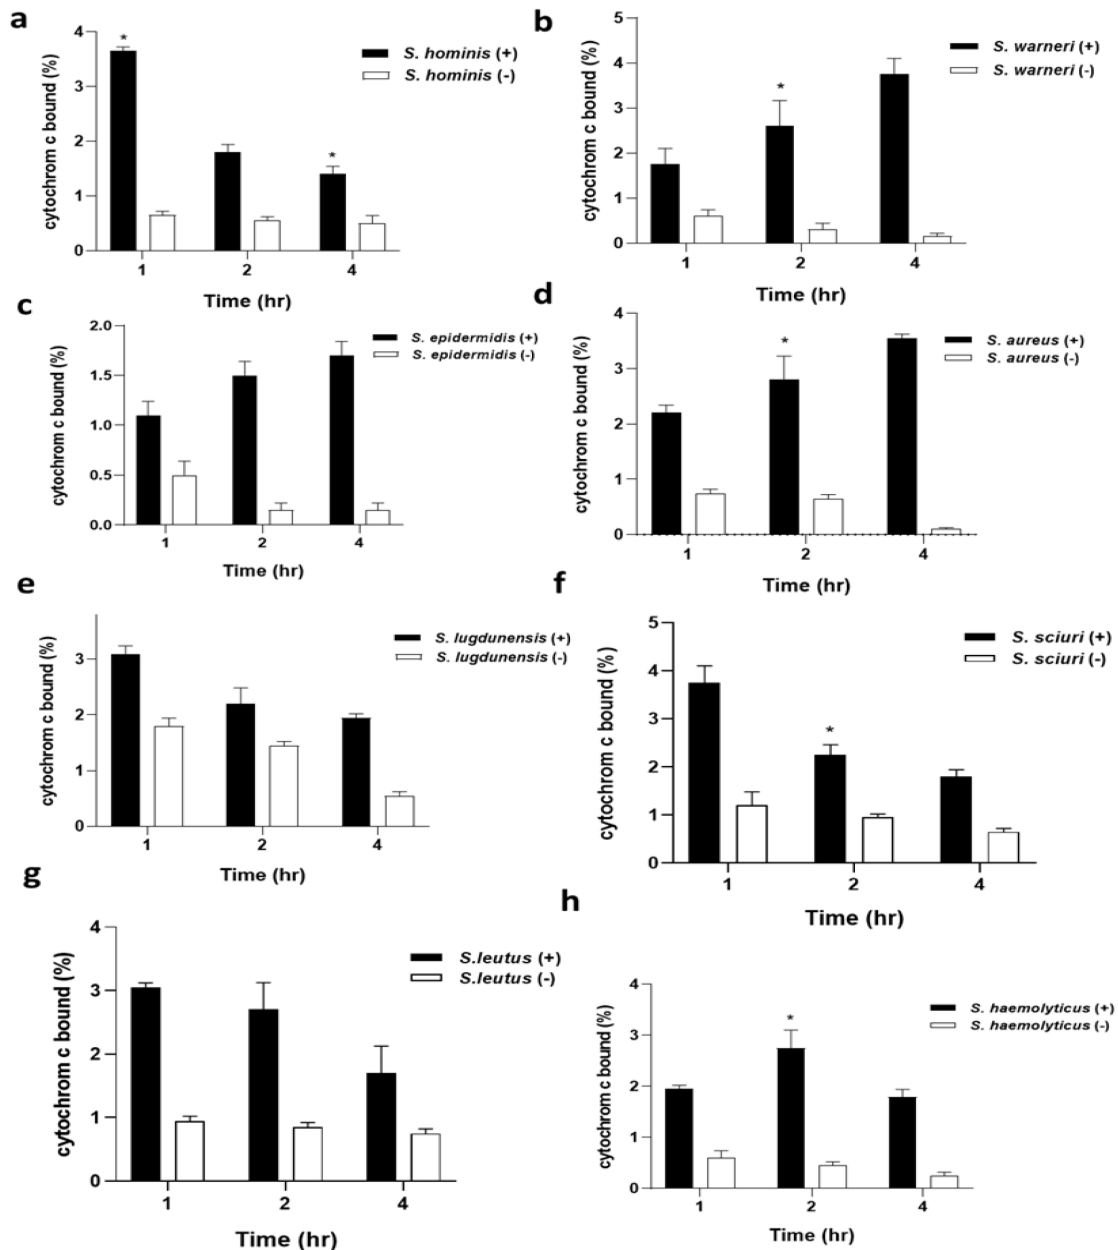 a
cytochrom c bound (%)
4
3
2
1
0
*
*
S. hominis (+)
S. hominis (-)
1 2 4
Time (hr)
b
cytochrom c bound (%)
5
4
3
2
1
0
*
S. warneri (+)
S. warneri (-)
1 2 4
Time (hr)
c
cytochrom c bound (%)
2.0
1.5
1.0
0.5
0.0
S. epidermidis (+)
S. epidermidis (-)
1 2 4
Time (hr)
d
cytochrom c bound (%)
4
3
2
1
0
*
S. aureus (+)
S. aureus (-)
1 2 4
Time (hr)
e
cytochrom c bound (%)
3
2
1
0
S. lugdunensis (+)
S. lugdunensis (-)
1 2 4
Time (hr)
f
cytochrom c bound (%)
5
4
3
2
1
0
*
S. sciuri (+)
S. sciuri (-)
1 2 4
Time (hr)
g
cytochrom c bound (%)
4
3
2
1
0
S.leutus (+)
S.leutus (-)
1 2 4
Time (hr)
h
cytochrom c bound (%)
4
3
2
1
0
*
S. haemolyticus (+)
S. haemolyticus (-)
1 2 4
Time (hr)